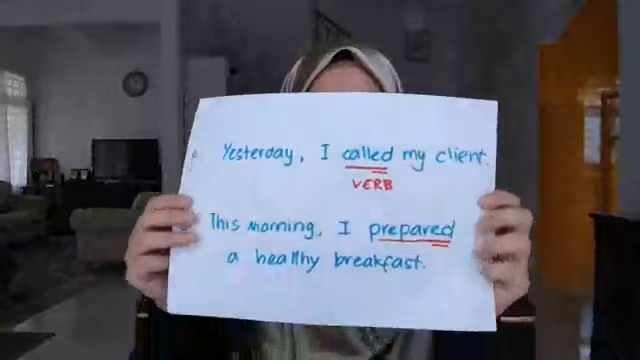 Yesterday, I called my client.
VERB
This morning, I prepared
a healthy breakfast.